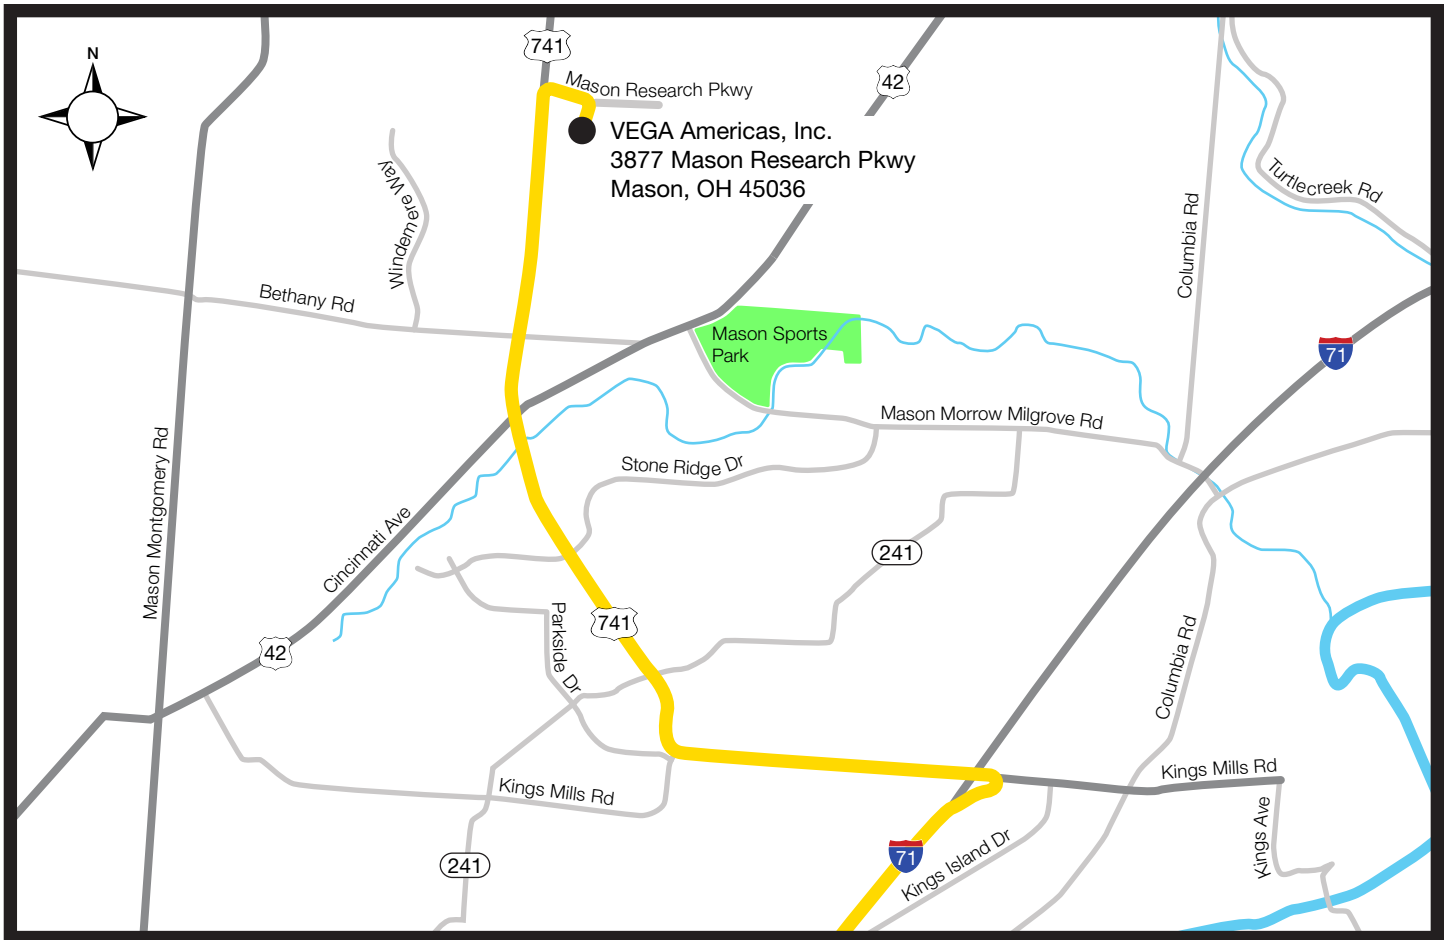 N
741
Mason Research Pkwy
42
VEGA Americas, Inc.
3877 Mason Research Pkwy
Mason, OH 45036
Windemere Way
Turtlecreek Rd
Columbia Rd
Bethany Rd
Mason Sports
Park
71
Mason Morrow Milgrove Rd
Stone Ridge Dr
Mason Montgomery Rd
Cincinnati Ave
241
741
Parkside Dr
42
Columbia Rd
Kings Mills Rd
Kings Mills Rd
Kings Ave
71
Kings Island Dr
241